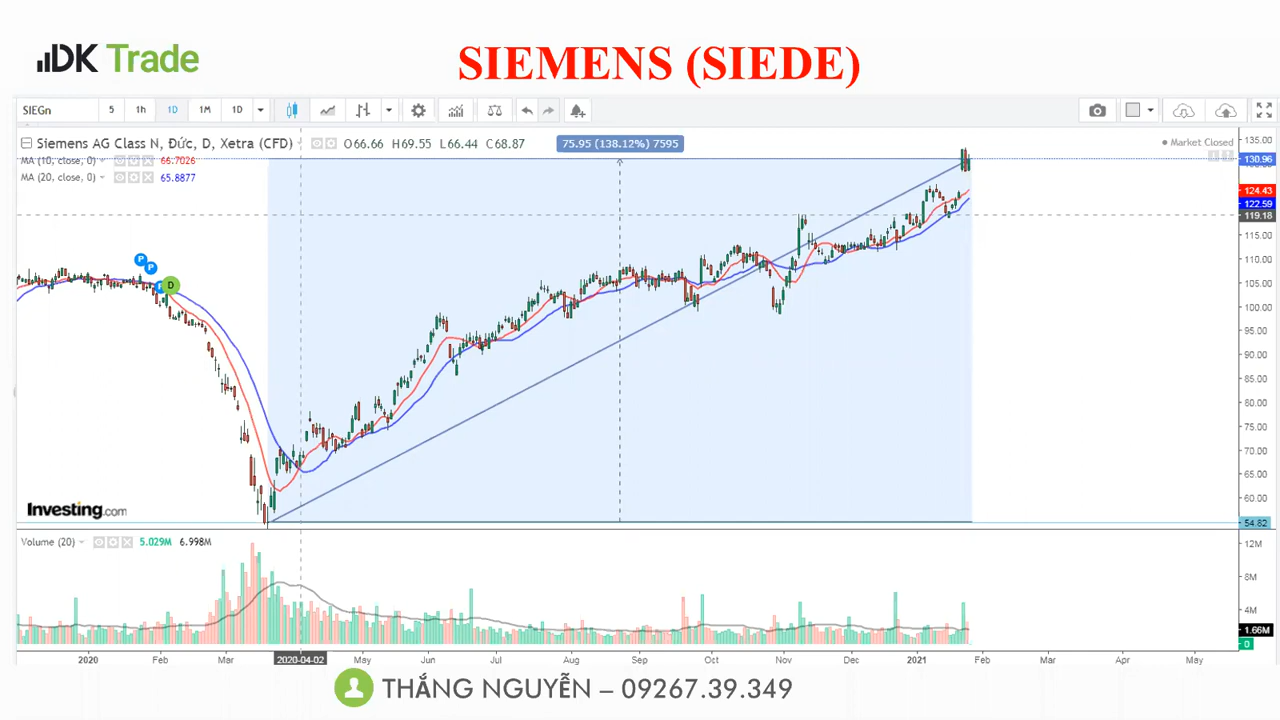 DK Trade
SIEMENS (SIEDE)
SIEGn 5 1h 1D 1M 1D
Siemens AG Class N, Đức, D, Xetra (CFD) O66.66 H69.55 L66.44 C68.87
75.95 (138.12%) 7595
Market Closed
MA (10, close, 0) 66.7026
MA (20, close, 0) 65.8877
P
P
P
D
135.00
130.96
124.43
122.59
119.18
115.00
110.00
105.00
100.00
95.00
90.00
85.00
80.00
75.00
70.00
65.00
60.00
54.82
Investing.com
Volume (20) 5.029M 6.998M
12M
8M
4M
1.66M
0
2020 Feb Mar 2020-04-02 May Jun Jul Aug Sep Oct Nov Dec 2021 Feb Mar Apr May
THẮNG NGUYỄN – 09267.39.349